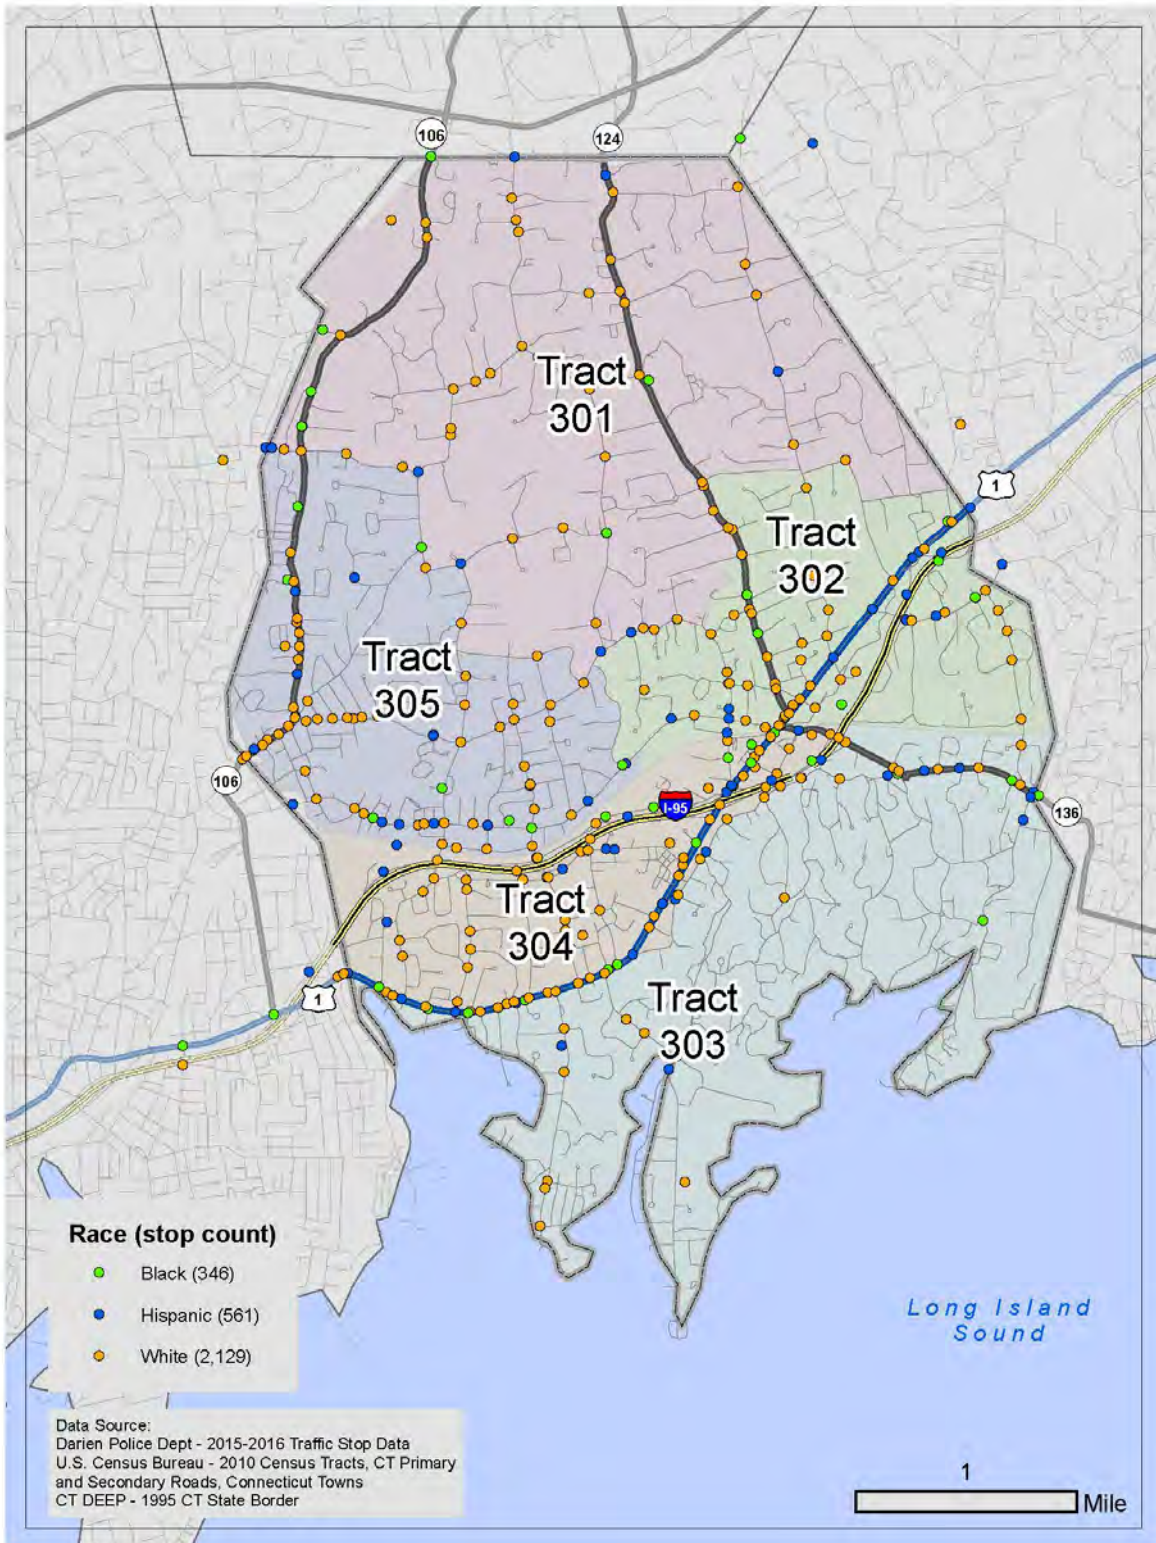 106
124
Tract
301
1
Tract
302
Tract
305
106
I-95
136
Tract
304
1
Tract
303
Race (stop count)
Black (346)
Hispanic (561)
White (2,129)
Long Island
Sound
Data Source:
Darien Police Dept - 2015-2016 Traffic Stop Data
U.S. Census Bureau - 2010 Census Tracts, CT Primary
and Secondary Roads, Connecticut Towns
CT DEEP - 1995 CT State Border
1
Mile